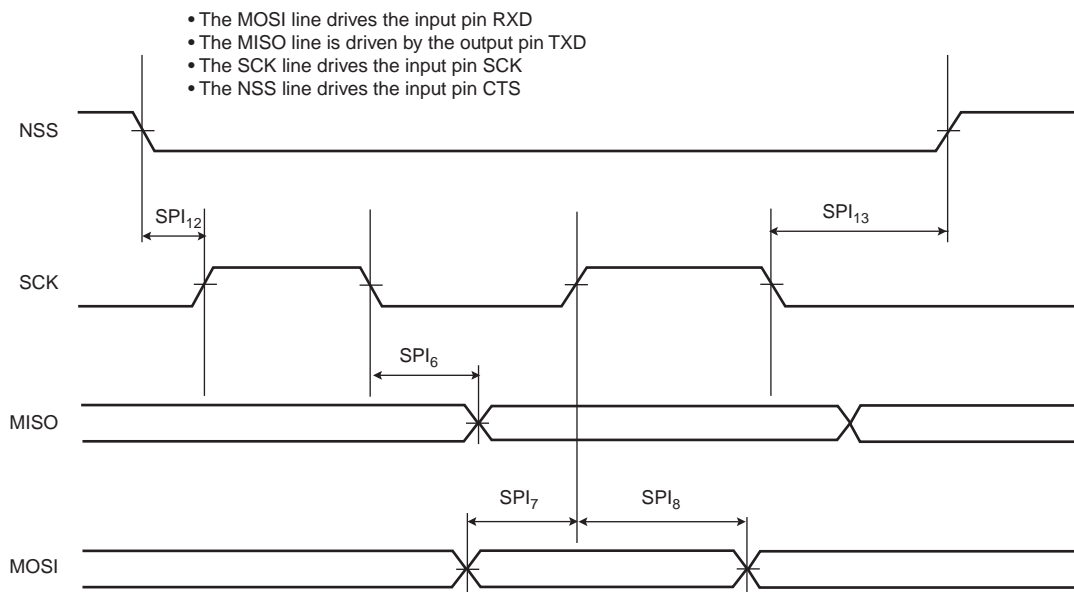 • The MOSI line drives the input pin RXD
• The MISO line is driven by the output pin TXD
• The SCK line drives the input pin SCK
• The NSS line drives the input pin CTS
NSS
SPI₁₂
SPI₁₃
SCK
SPI₆
MISO
SPI₇
SPI₈
MOSI